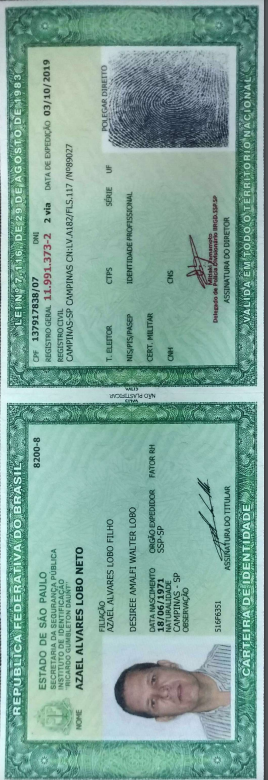 REPÚBLICA FEDERATIVA DO BRASIL
ESTADO DE SÃO PAULO
SECRETARIA DA SEGURANÇA PÚBLICA
INSTITUTO DE IDENTIFICAÇÃO
"RICARDO GUMBLETON DAUNT"
8200-8
NOME AZAEL ALVARES LOBO NETO
FILIAÇÃO
AZAEL ALVARES LOBO FILHO
DESIREE AMALIE WALTER LOBO
DATA NASCIMENTO ÓRGÃO EXPEDIDOR FATOR RH
18/06/1971 SSP-SP
NATURALIDADE
CAMPINAS - SP
OBSERVAÇÃO
516F6351
ASSINATURA DO TITULAR
CARTEIRA DE IDENTIDADE
NÃO PLASTIFICAR
LEI Nº 7.116, DE 29 DE AGOSTO DE 1983
CPF 137917838/07 DNI
REGISTRO GERAL 11.991.373-2 2 via DATA DE EXPEDIÇÃO 03/10/2019
REGISTRO CIVIL
CAMPINAS-SP CAMPINAS CN:LV.A182/FLS.117 /Nº89027
T. ELEITOR CTPS SÉRIE UF
NIS/PIS/PASEP IDENTIDADE PROFISSIONAL
CERT. MILITAR
CNH CNS
POLEGAR DIREITO
ASSINATURA DO DIRETOR
VÁLIDA EM TODO O TERRITÓRIO NACIONAL